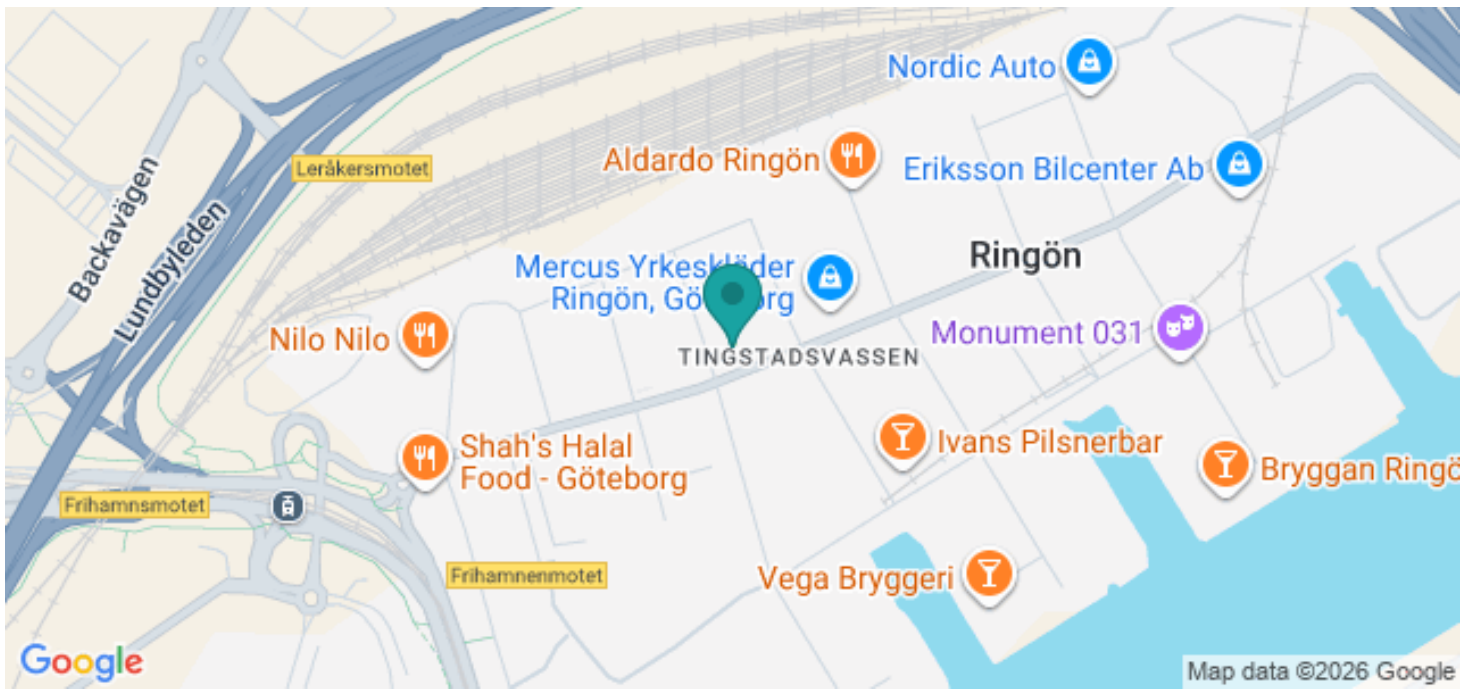 Nordic Auto
Aldardo Ringön
Leråkersmotet
Eriksson Bilcenter Ab
Backavägen
Lundbyleden
Ringön
Mercus Yrkeskläder
Ringön, Göteborg
Monument 031
Nilo Nilo
TINGSTADSVASSEN
Shah's Halal
Food - Göteborg
Ivans Pilsnerbar
Bryggan Ringö
Frihamnsmotet
Frihamnenmotet
Vega Bryggeri
Google
Map data ©2026 Google